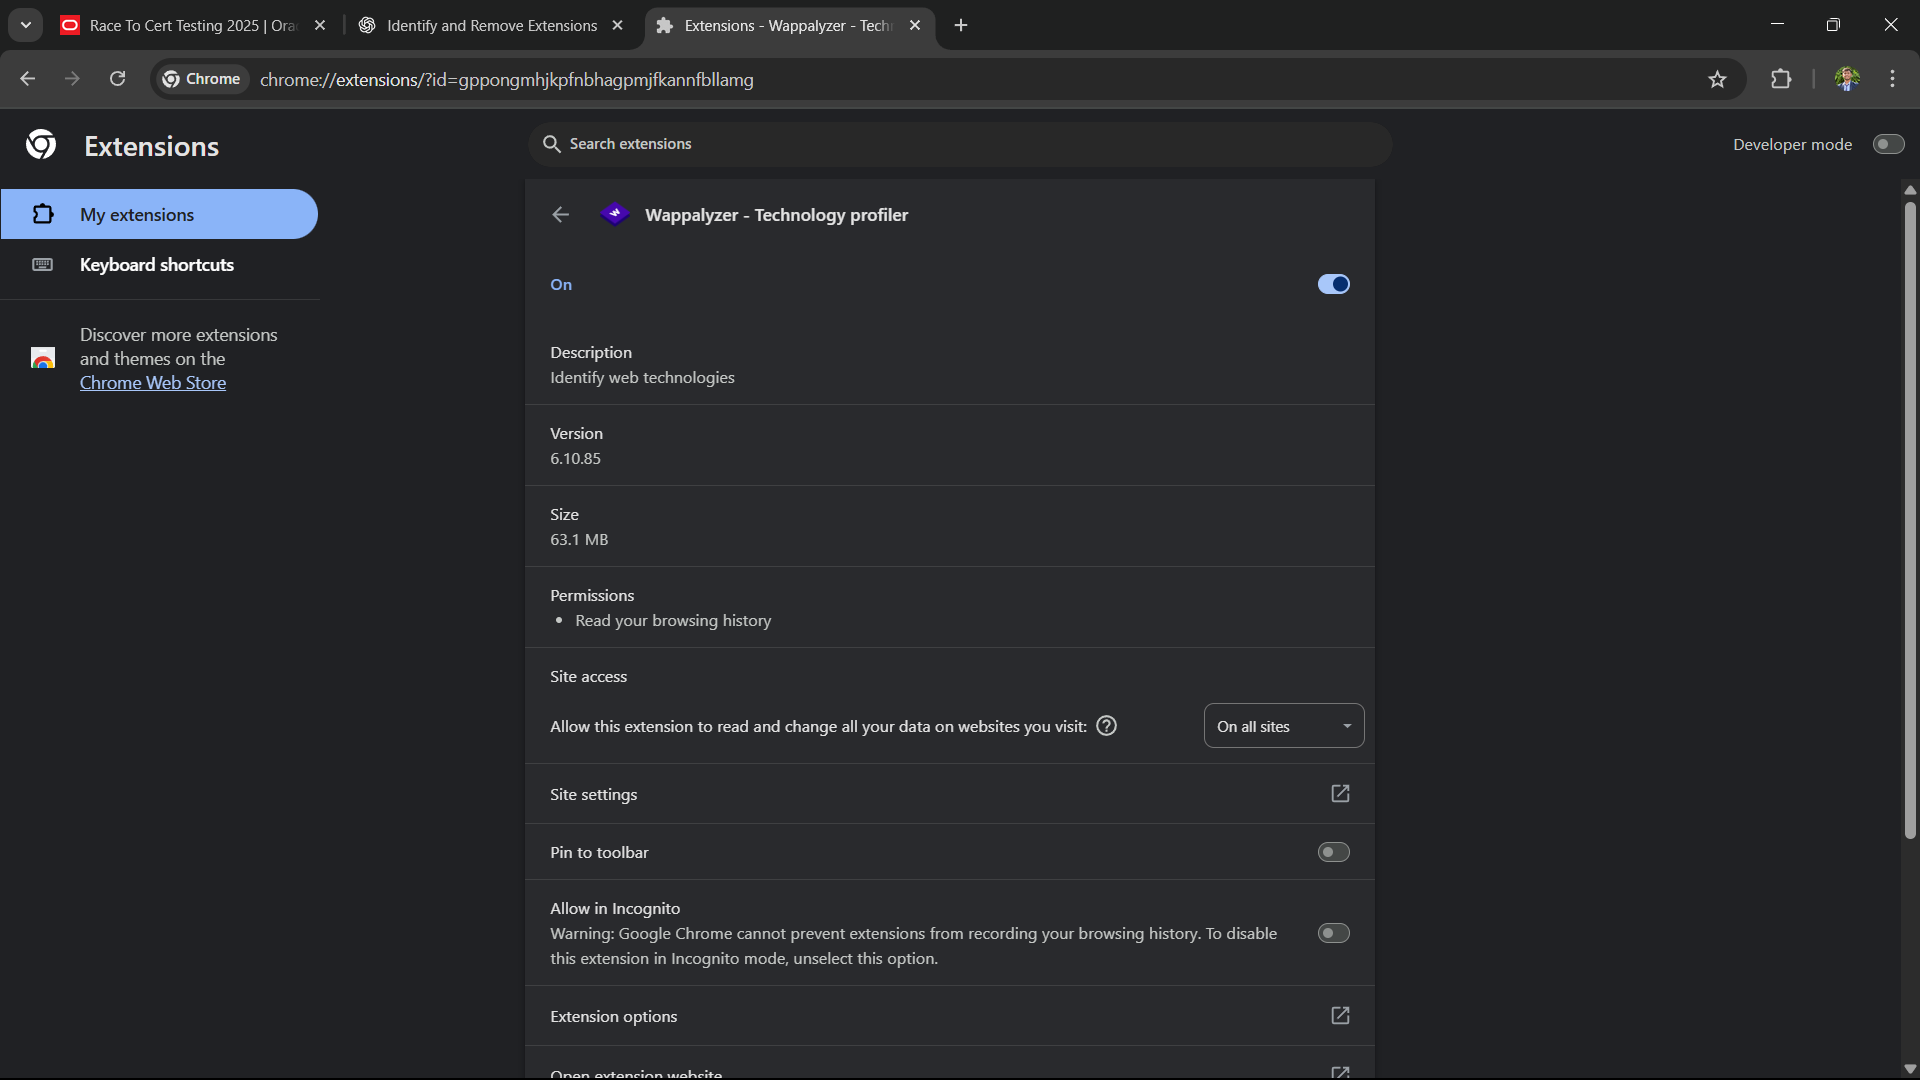 Race To Cert Testing 2025 | Ora
Identify and Remove Extensions
Extensions - Wappalyzer - Tech
Chrome
chrome://extensions/?id=gppongmhjkpfnbhagpmjfkannfbllamg
Extensions
Search extensions
Developer mode
My extensions
Keyboard shortcuts
Discover more extensions
and themes on the
Chrome Web Store
W
Wappalyzer - Technology profiler
On
Description
Identify web technologies
Version
6.10.85
Size
63.1 MB
Permissions
• Read your browsing history
Site access
Allow this extension to read and change all your data on websites you visit:
On all sites
Site settings
Pin to toolbar
Allow in Incognito
Warning: Google Chrome cannot prevent extensions from recording your browsing history. To disable
this extension in Incognito mode, unselect this option.
Extension options
Open extension website